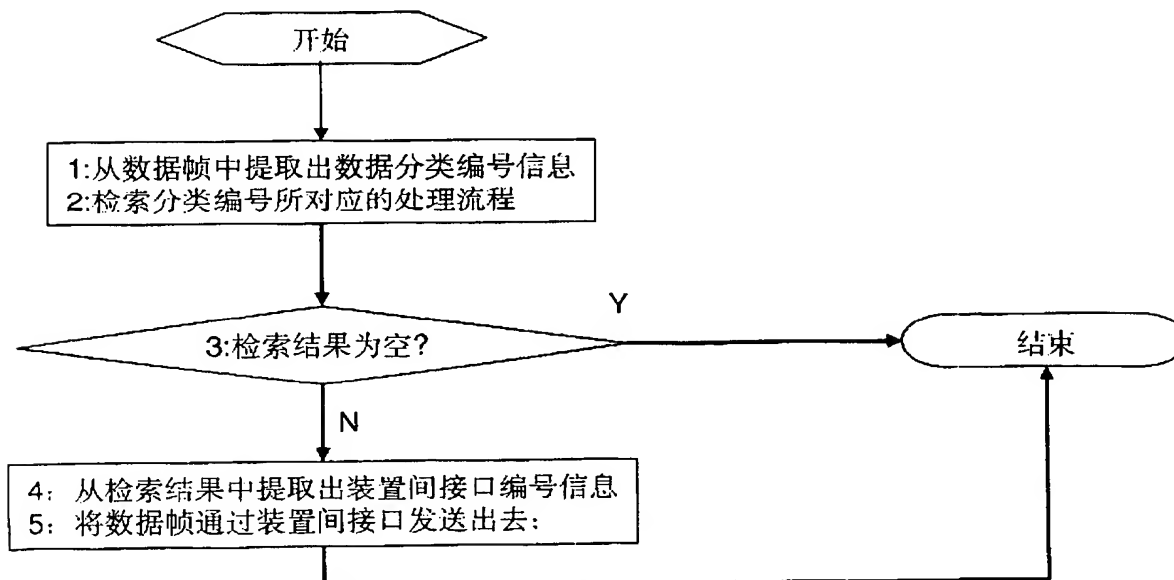 开始
1:从数据帧中提取出数据分类编号信息
2:检索分类编号所对应的处理流程
3:检索结果为空?
Y
结束
N
4：从检索结果中提取出装置间接口编号信息
5：将数据帧通过装置间接口发送出去；